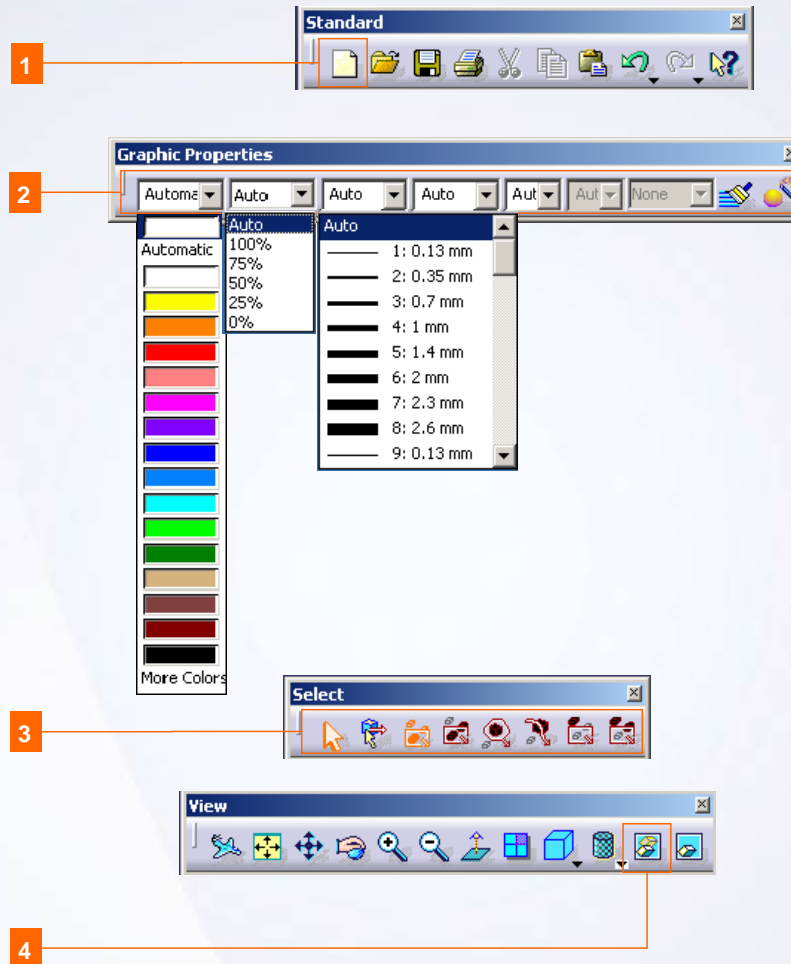 Standard
1
Graphic Properties
2
Automa Auto Auto Auto Aut Aut None
Automatic
More Colors
Auto
100%
75%
50%
25%
0%
Auto
1: 0.13 mm
2: 0.35 mm
3: 0.7 mm
4: 1 mm
5: 1.4 mm
6: 2 mm
7: 2.3 mm
8: 2.6 mm
9: 0.13 mm
Select
3
View
4